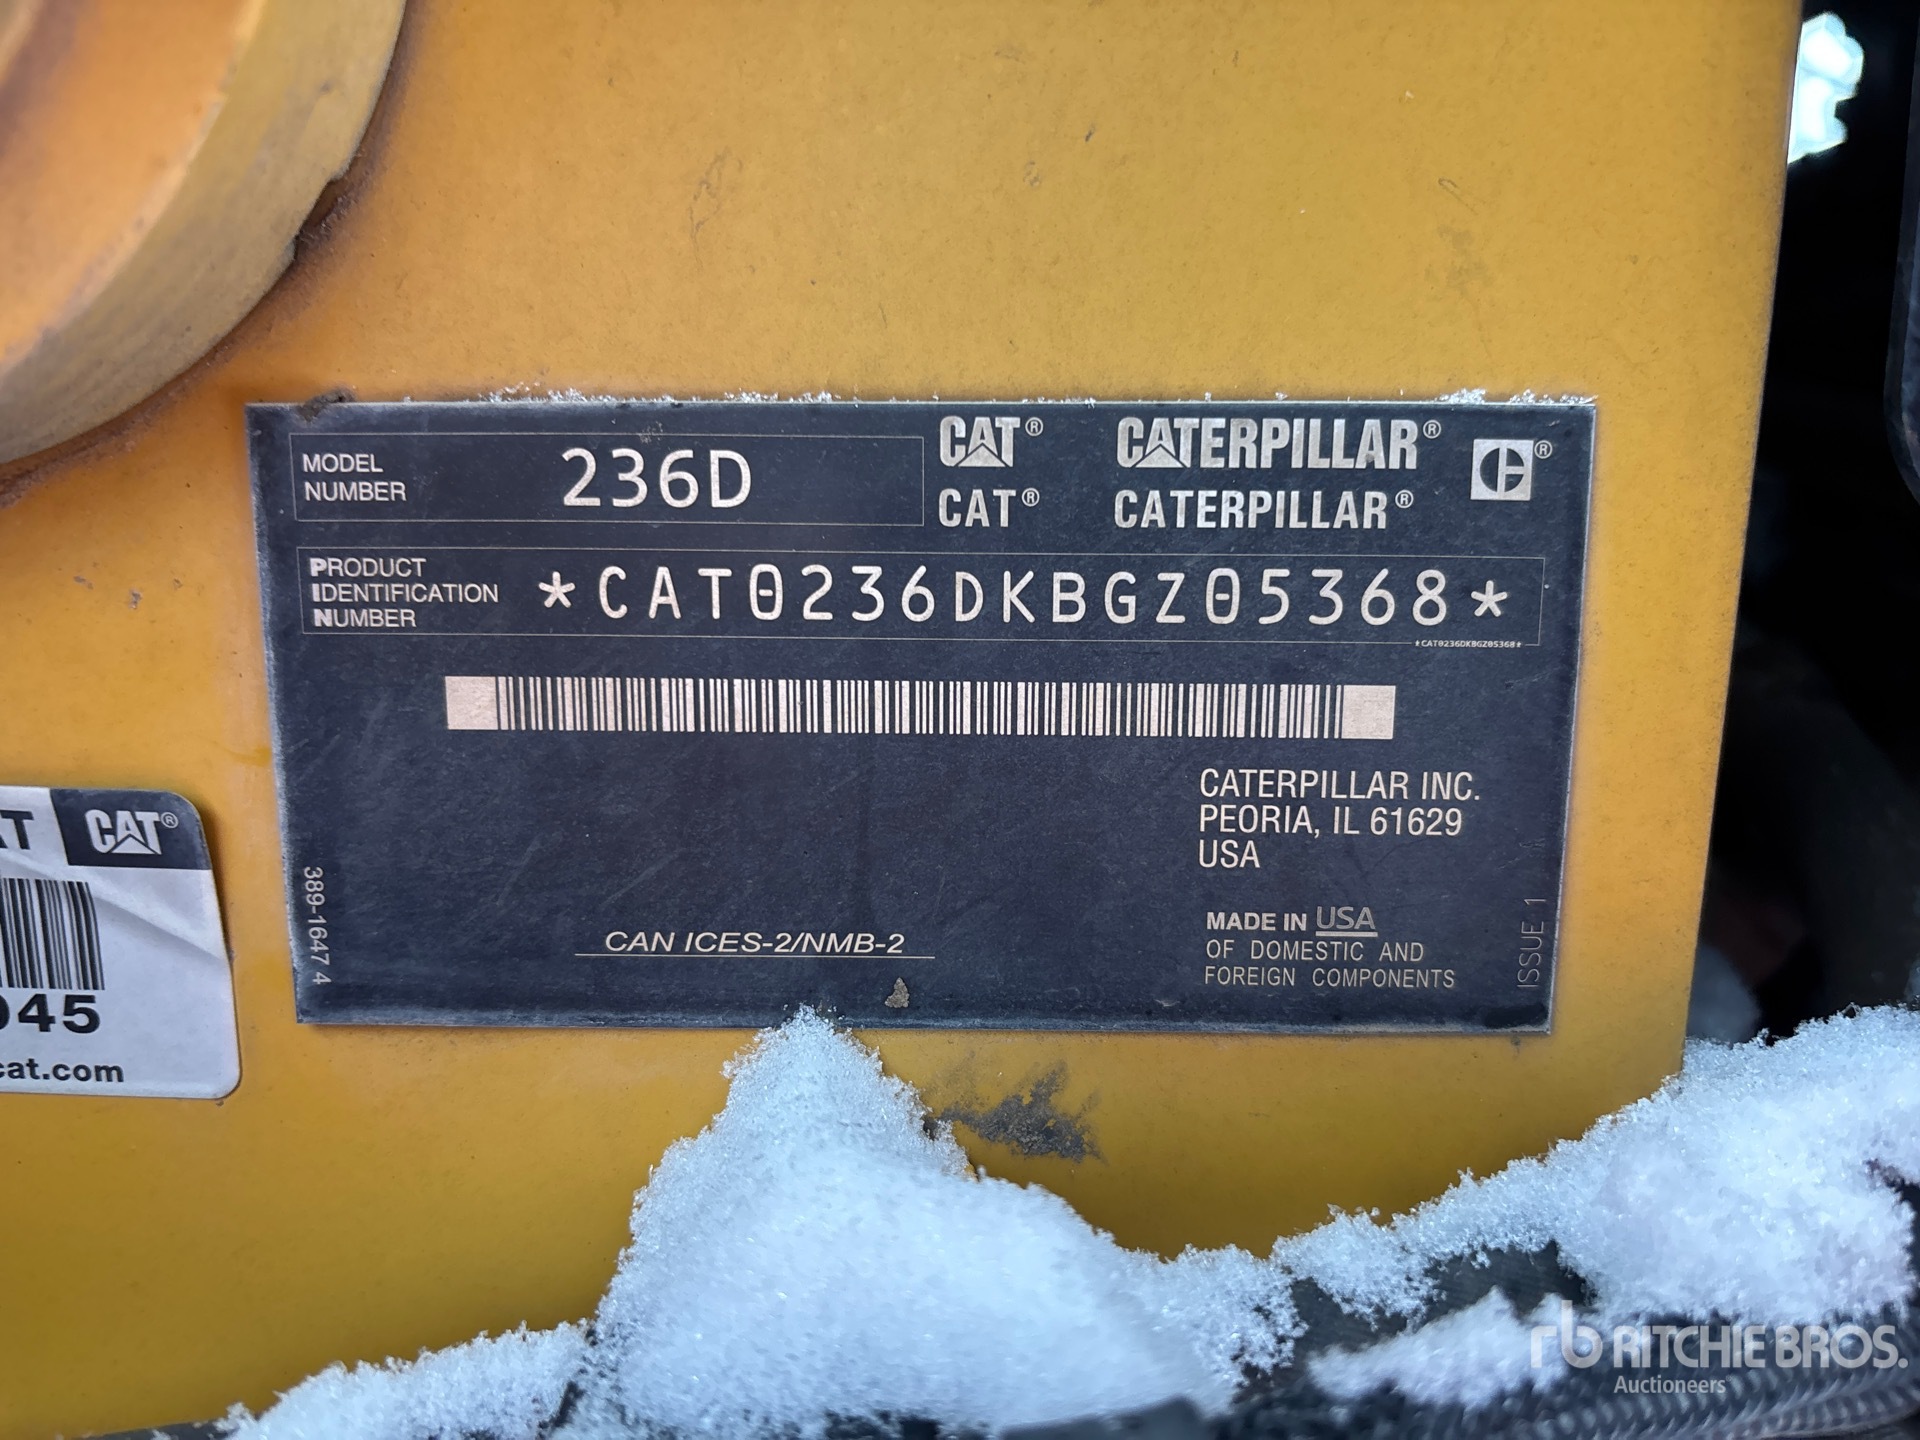 MODEL
NUMBER
236D
CAT® CATERPILLAR®
CAT® CATERPILLAR®
PRODUCT
IDENTIFICATION
NUMBER
*CAT0236DKBGZ05368*
*CAT0236DKBGZ05368*
CATERPILLAR INC.
PEORIA, IL 61629
USA
MADE IN USA
OF DOMESTIC AND
FOREIGN COMPONENTS
CAN ICES-2/NMB-2
389-1647 4
ISSUE 1
CAT®
945
cat.com
rb RITCHIE BROS.
Auctioneers